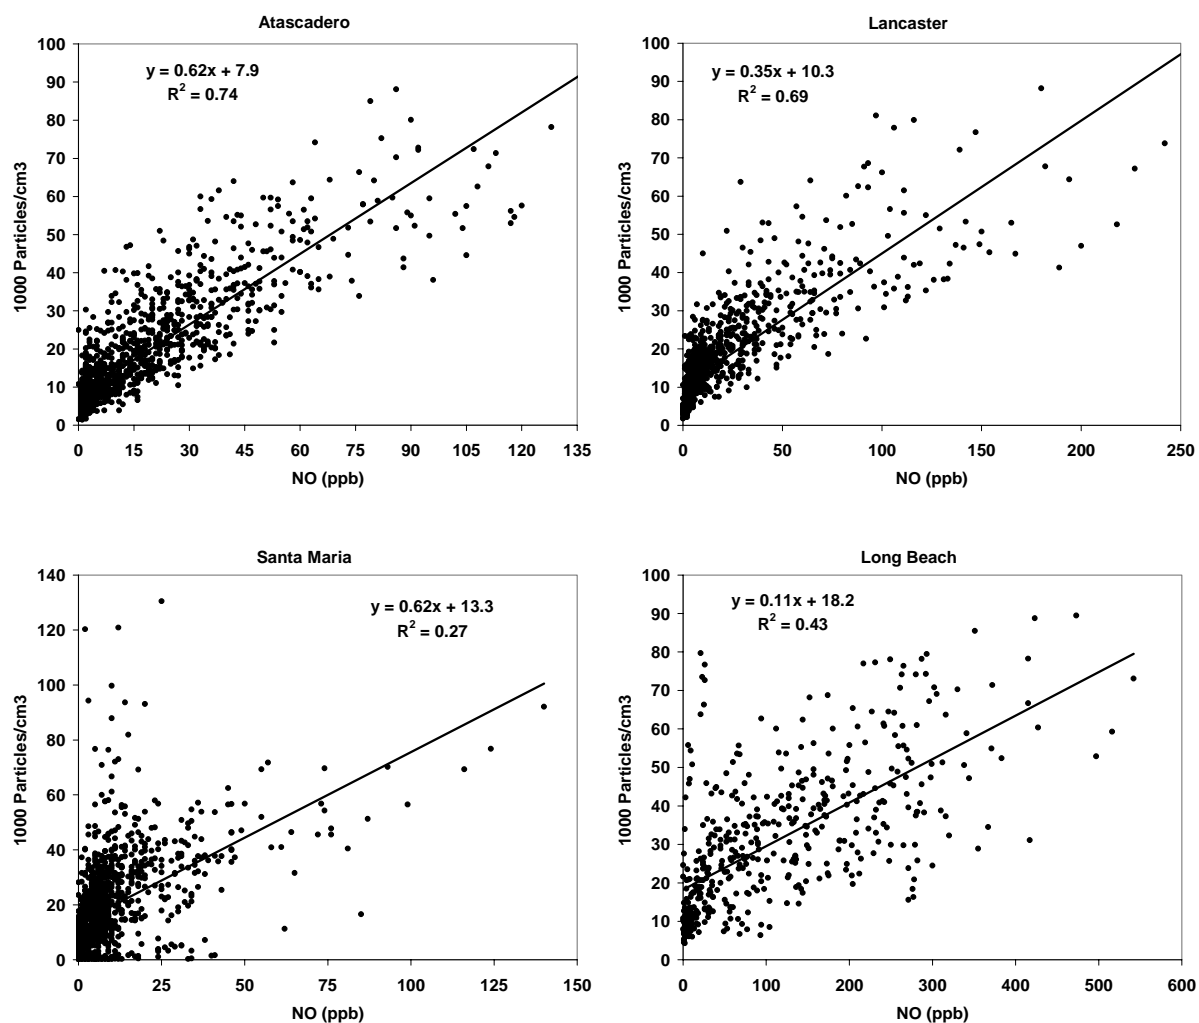 Atascadero
100
90
80
70
60
50
40
30
20
10
0
1000 Particles/cm3
y = 0.62x + 7.9
R² = 0.74
0 15 30 45 60 75 90 105 120 135
NO (ppb)
Lancaster
100
90
80
70
60
50
40
30
20
10
0
1000 Particles/cm3
y = 0.35x + 10.3
R² = 0.69
0 50 100 150 200 250
NO (ppb)
Santa Maria
140
120
100
80
60
40
20
0
1000 Particles/cm3
y = 0.62x + 13.3
R² = 0.27
0 25 50 75 100 125 150
NO (ppb)
Long Beach
100
90
80
70
60
50
40
30
20
10
0
1000 Particles/cm3
y = 0.11x + 18.2
R² = 0.43
0 100 200 300 400 500 600
NO (ppb)